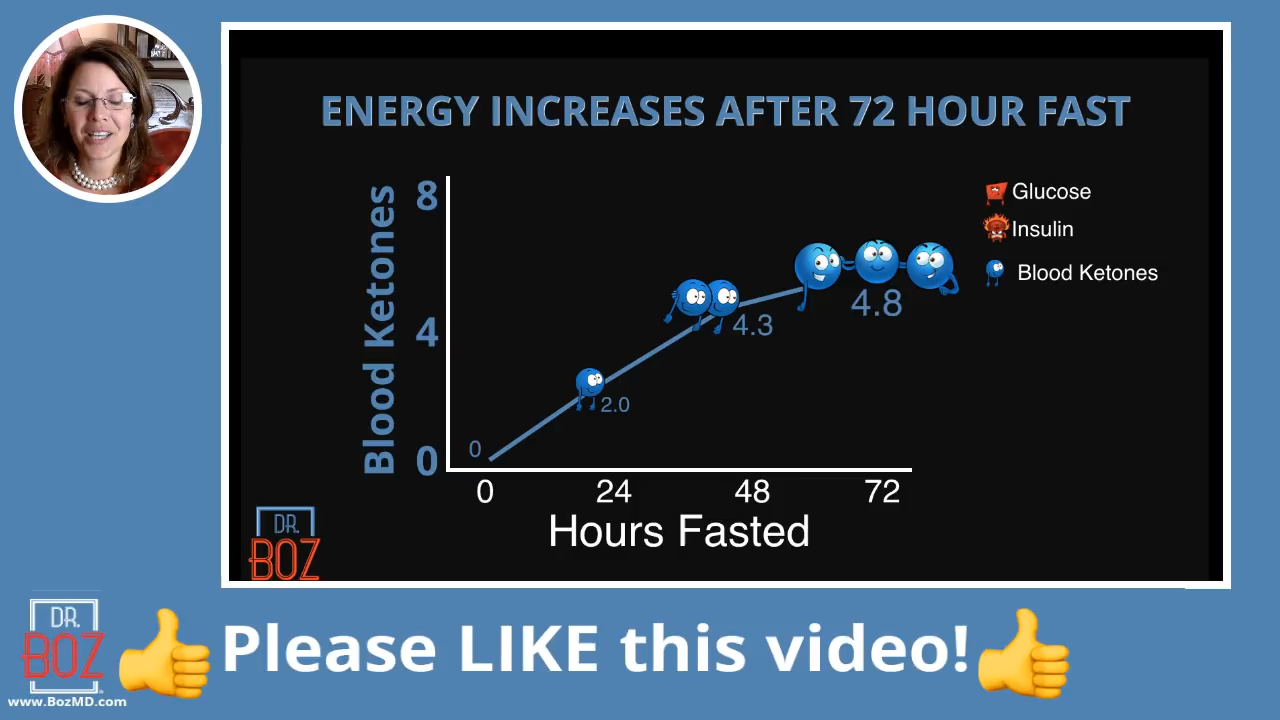 ENERGY INCREASES AFTER 72 HOUR FAST
Blood Ketones
8
4
0
0
2.0
4.3
4.8
Glucose
Insulin
Blood Ketones
0 24 48 72
Hours Fasted
DR.
BOZ
DR.
BOZ
www.BozMD.com
Please LIKE this video!